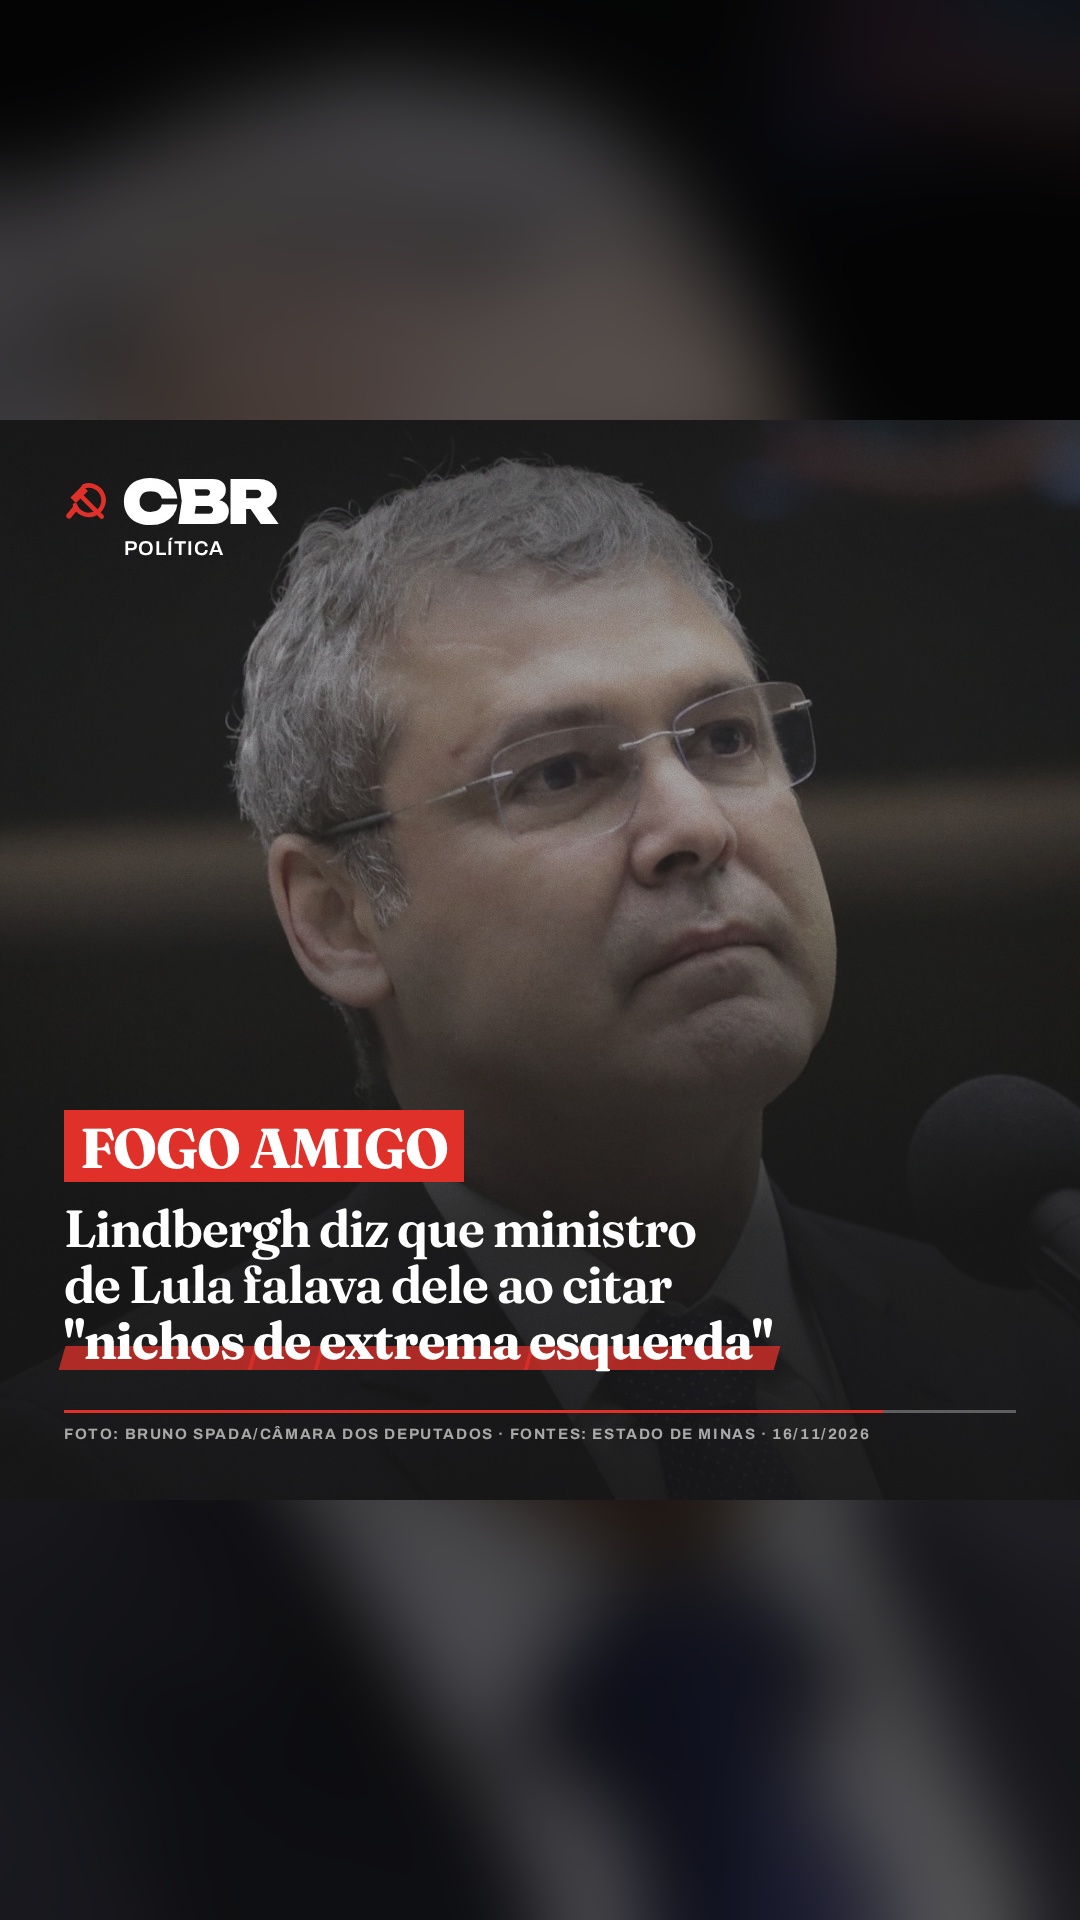 CBR
POLÍTICA
FOGO AMIGO
Lindbergh diz que ministro
de Lula falava dele ao citar
"nichos de extrema esquerda"
FOTO: BRUNO SPADA/CÂMARA DOS DEPUTADOS · FONTES: ESTADO DE MINAS · 16/11/2026